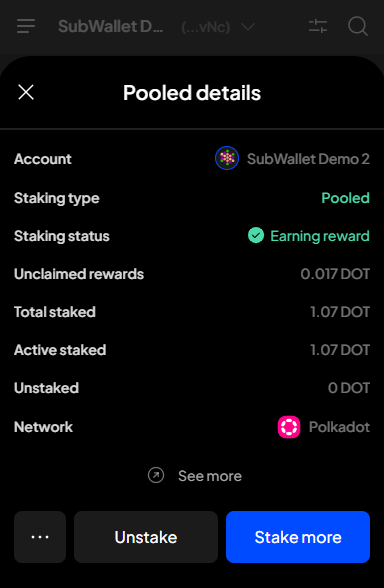 SubWallet D... (...vNc)
Pooled details
Account SubWallet Demo 2
Staking type Pooled
Staking status Earning reward
Unclaimed rewards 0.017 DOT
Total staked 1.07 DOT
Active staked 1.07 DOT
Unstaked 0 DOT
Network Polkadot
See more
... Unstake Stake more